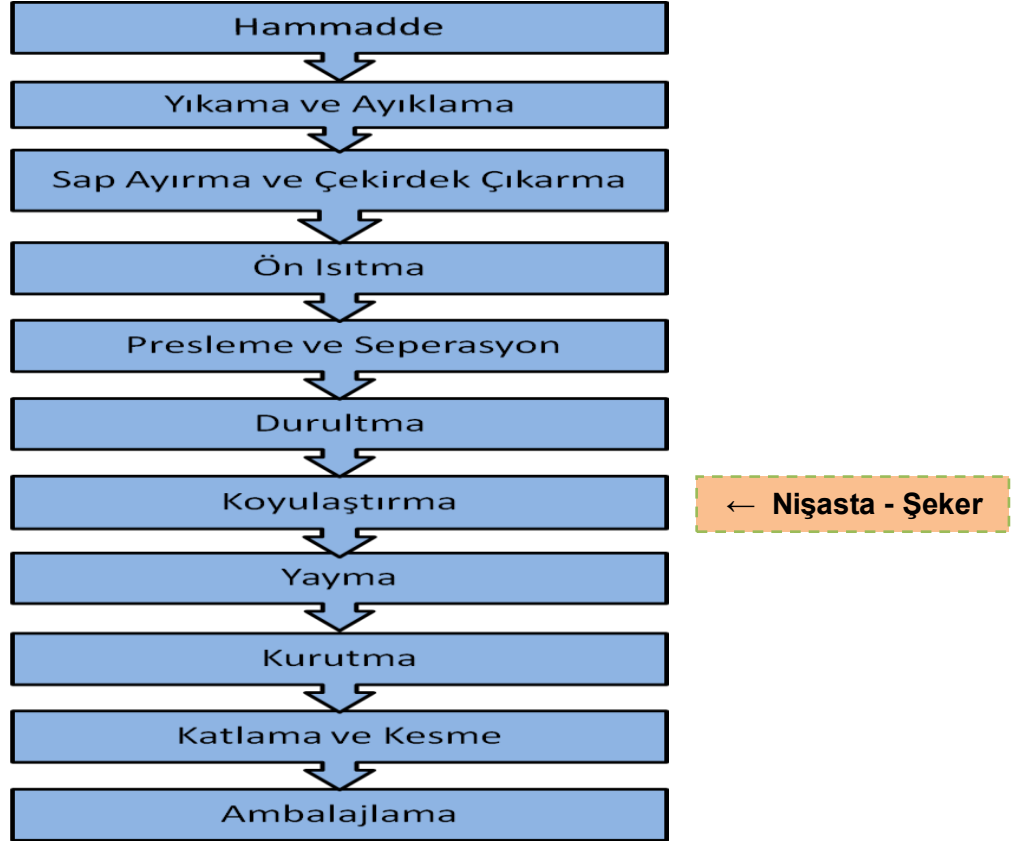 Hammadde
Yıkama ve Ayıklama
Sap Ayırma ve Çekirdek Çıkarma
Ön Isıtma
Presleme ve Seperasyon
Durultma
Koyulaştırma
← Nişasta - Şeker
Yayma
Kurutma
Katlama ve Kesme
Ambalajlama